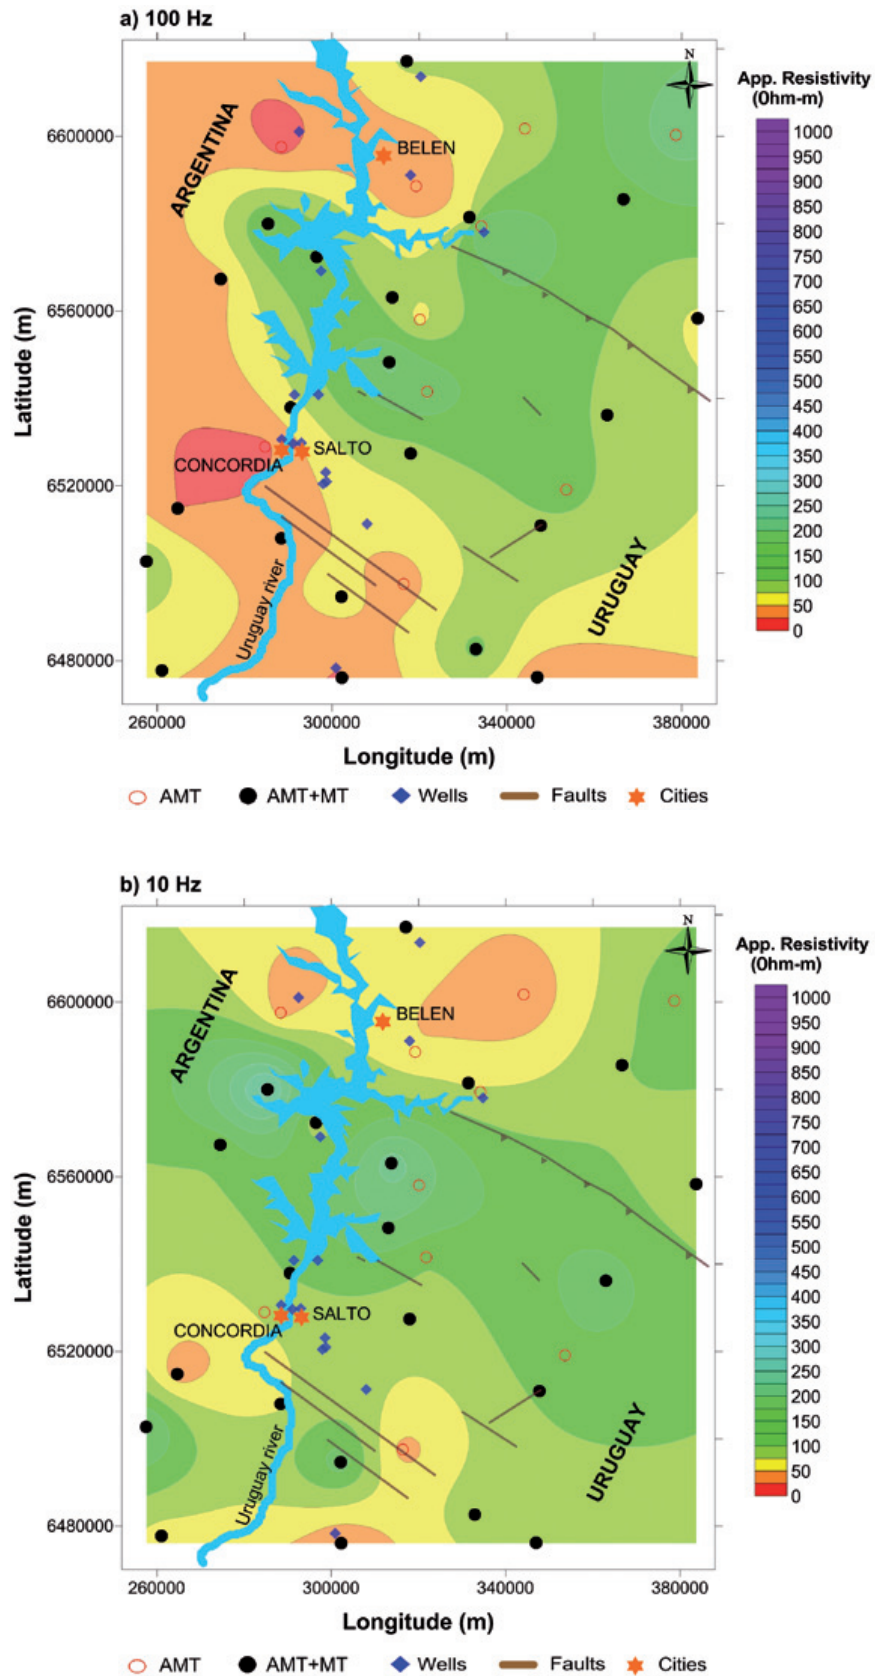 a) 100 Hz
N
App. Resistivity
(Ohm-m)
ARGENTINA
BELEN
CONCORDIA
SALTO
Uruguay river
URUGUAY
6600000
6560000
6520000
6480000
Latitude (m)
260000 300000 340000 380000
Longitude (m)
1000
950
900
850
800
750
700
650
600
550
500
450
400
350
300
250
200
150
100
50
0
AMT AMT+MT Wells Faults Cities
b) 10 Hz
N
App. Resistivity
(Ohm-m)
ARGENTINA
BELEN
CONCORDIA
SALTO
Uruguay river
URUGUAY
6600000
6560000
6520000
6480000
Latitude (m)
260000 300000 340000 380000
Longitude (m)
1000
950
900
850
800
750
700
650
600
550
500
450
400
350
300
250
200
150
100
50
0
AMT AMT+MT Wells Faults Cities